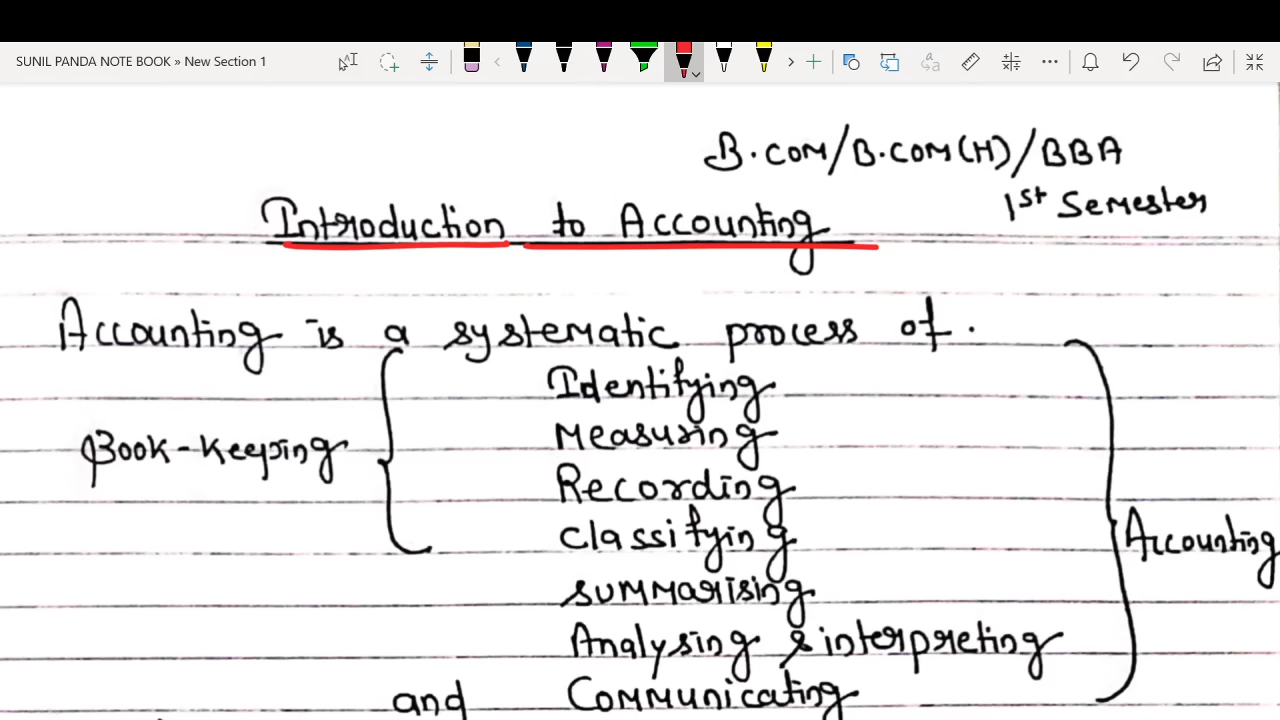 SUNIL PANDA NOTE BOOK » New Section 1
B.COM/B.COM(H)/BBA
1st Semester
Introduction to Accounting
Accounting is a systematic process of.
Identifying
Measuring
Book-Keeping
Recording
Classifying
Accounting
Summarising
Analysing & interpreting
and Communicating